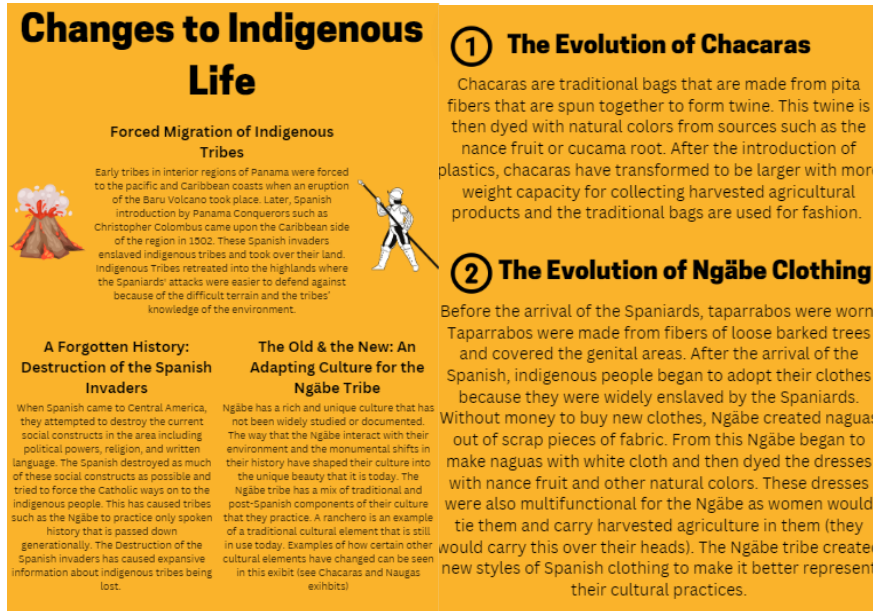 Changes to Indigenous
Life
Forced Migration of Indigenous
Tribes
Early tribes in interior regions of Panama were forced
to the pacific and Caribbean coasts when an eruption
of the Baru Volcano took place. Later, Spanish
introduction by Panama Conquerors such as
Christopher Colombus came upon the Caribbean side
of the region in 1502. These Spanish invaders
enslaved indigenous tribes and took over their land.
Indigenous Tribes retreated into the highlands where
the Spaniards' attacks were easier to defend against
because of the difficult terrain and the tribes'
knowledge of the environment.
A Forgotten History:
Destruction of the Spanish
Invaders
When Spanish came to Central America,
they attempted to destroy the current
social constructs in the area including
political powers, religion, and written
language. The Spanish destroyed as much
of these social constructs as possible and
tried to force the Catholic ways on to the
indigenous people. This has caused tribes
such as the Ngäbe to practice only spoken
history that is passed down
generationally. The Destruction of the
Spanish invaders has caused expansive
information about indigenous tribes being
lost.
The Old & the New: An
Adapting Culture for the
Ngäbe Tribe
Ngäbe has a rich and unique culture that has
not been widely studied or documented.
The way that the Ngäbe interact with their
environment and the monumental shifts in
their history have shaped their culture into
the unique beauty that it is today. The
Ngäbe tribe has a mix of traditional and
post-Spanish components of their culture
that they practice. A ranchero is an example
of a traditional cultural element that is still
in use today. Examples of how certain other
cultural elements have changed can be seen
in this exibit (see Chacaras and Naugas
exihbits)
1 The Evolution of Chacaras
Chacaras are traditional bags that are made from pita
fibers that are spun together to form twine. This twine is
then dyed with natural colors from sources such as the
nance fruit or cucama root. After the introduction of
plastics, chacaras have transformed to be larger with more
weight capacity for collecting harvested agricultural
products and the traditional bags are used for fashion.
2 The Evolution of Ngäbe Clothing
Before the arrival of the Spaniards, taparrabos were worn.
Taparrabos were made from fibers of loose barked trees
and covered the genital areas. After the arrival of the
Spanish, indigenous people began to adopt their clothes
because they were widely enslaved by the Spaniards.
Without money to buy new clothes, Ngäbe created naguas
out of scrap pieces of fabric. From this Ngäbe began to
make naguas with white cloth and then dyed the dresses
with nance fruit and other natural colors. These dresses
were also multifunctional for the Ngäbe as women would
tie them and carry harvested agriculture in them (they
would carry this over their heads). The Ngäbe tribe created
new styles of Spanish clothing to make it better represent
their cultural practices.